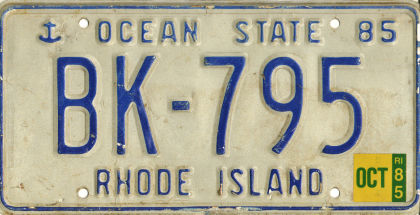 OCEAN STATE 85
BK-795
RHODE ISLAND
OCT RI 85